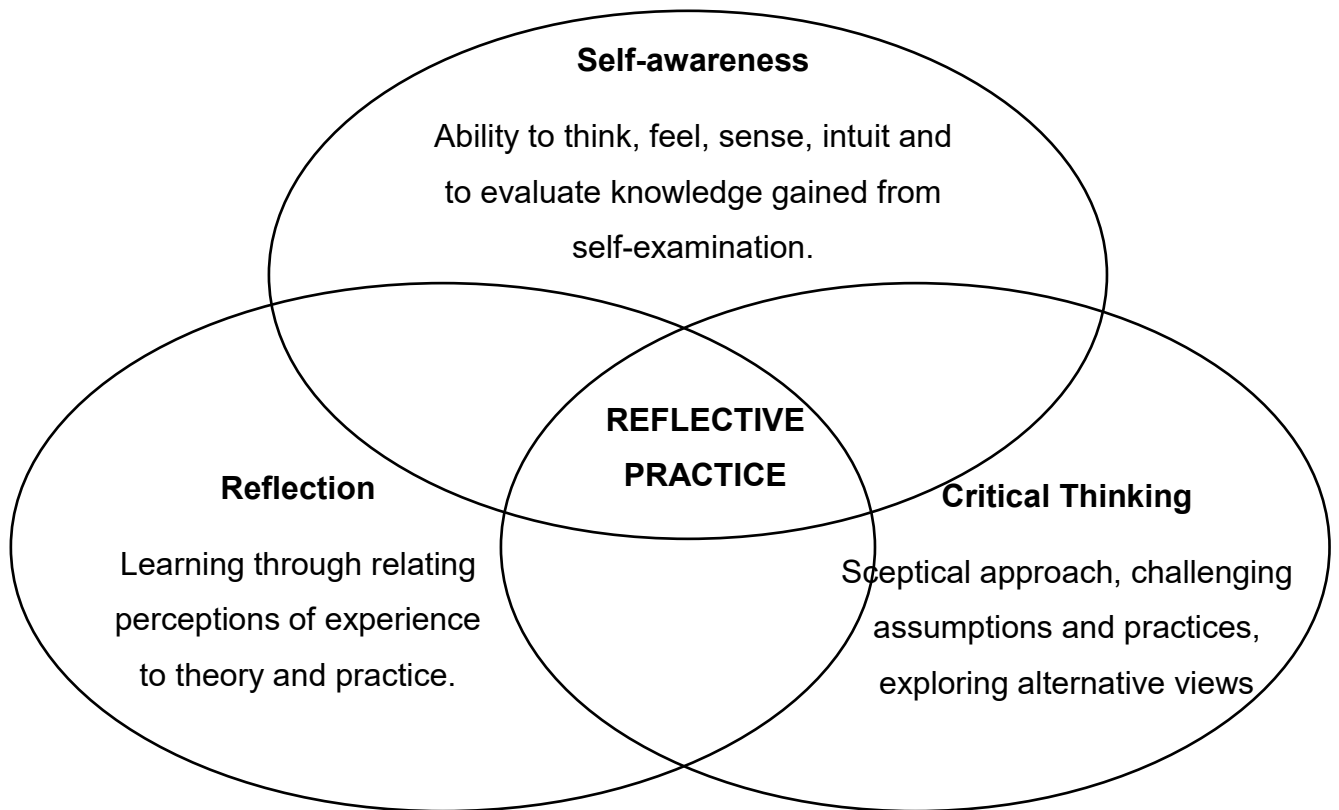 Self-awareness
Ability to think, feel, sense, intuit and
to evaluate knowledge gained from
self-examination.
REFLECTIVE
PRACTICE
Reflection
Learning through relating
perceptions of experience
to theory and practice.
Critical Thinking
Sceptical approach, challenging
assumptions and practices,
exploring alternative views